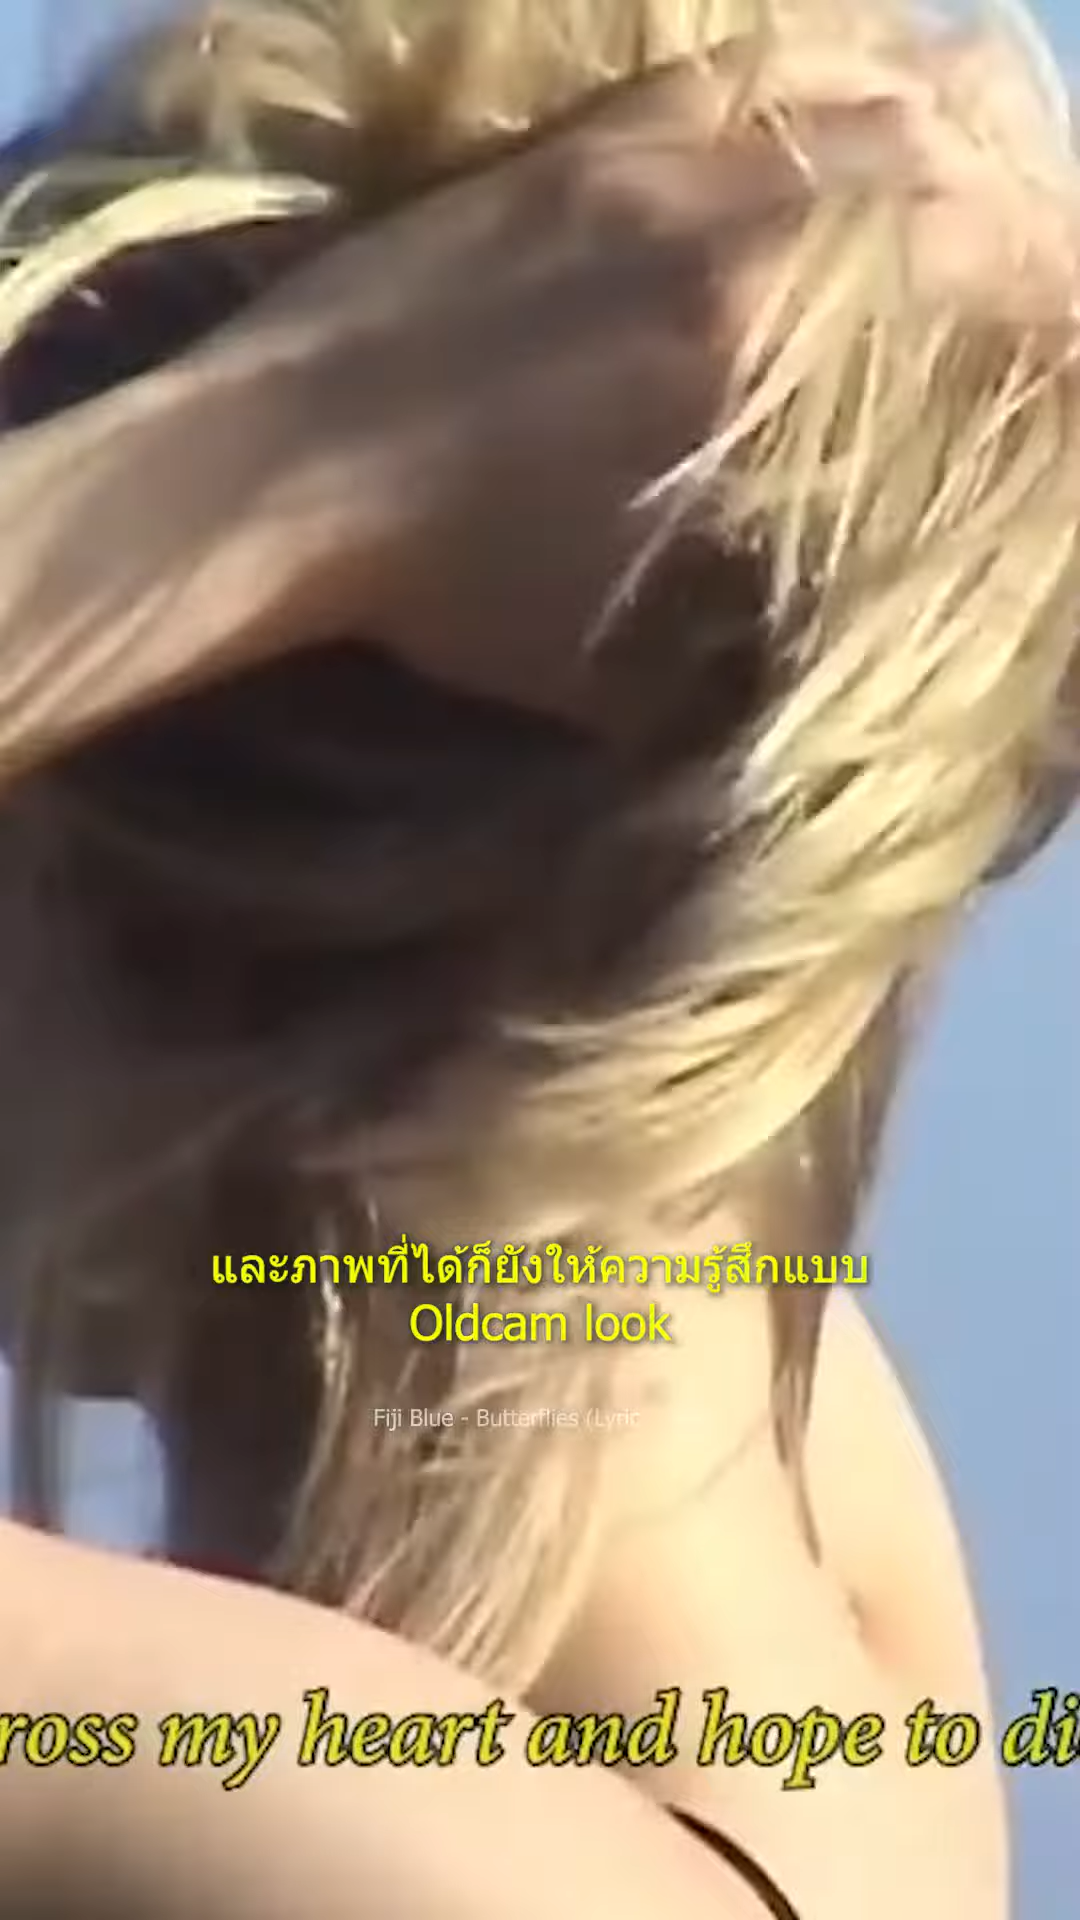 และภาพที่ได้ก็ยังให้ความรู้สึกแบบ
Oldcam look
Fiji Blue - Butterflies (Lyric
ross my heart and hope to di